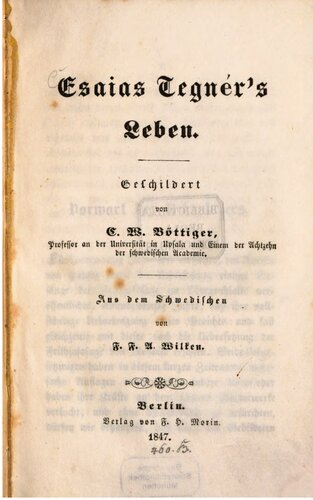 Esaias Tegnér's
Leben.
Geschildert
von
C. W. Böttiger,
Professor an der Universität in Upsala und Einem der Achtzehn
der schwedischen Academie.
Aus dem Schwedischen
von
F. F. A. Wilken.
Berlin.
Verlag von F. H. Morin.
1847.